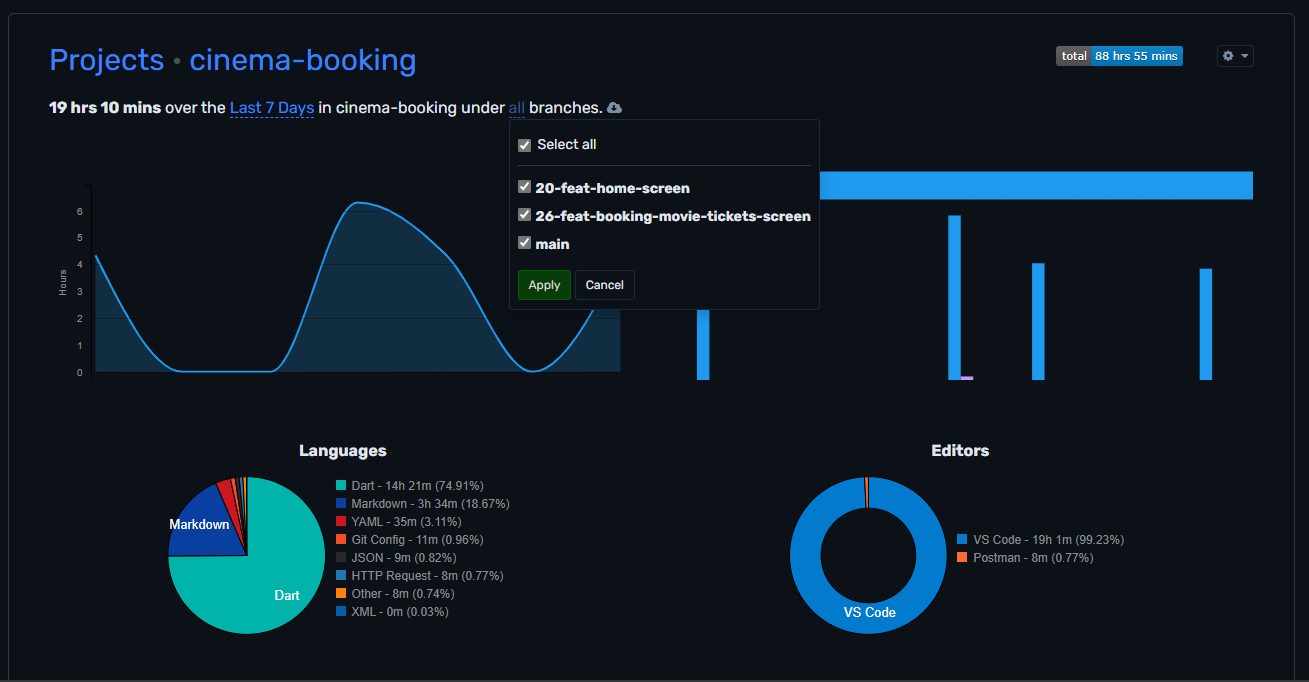 Projects • cinema-booking
total 88 hrs 55 mins
19 hrs 10 mins over the Last 7 Days in cinema-booking under all branches.
Select all
20-feat-home-screen
26-feat-booking-movie-tickets-screen
main
Apply Cancel
Hours
6
5
4
3
2
1
0
Languages
Markdown
Dart
Dart - 14h 21m (74.91%)
Markdown - 3h 34m (18.67%)
YAML - 35m (3.11%)
Git Config - 11m (0.96%)
JSON - 9m (0.82%)
HTTP Request - 8m (0.77%)
Other - 8m (0.74%)
XML - 0m (0.03%)
Editors
VS Code
VS Code - 19h 1m (99.23%)
Postman - 8m (0.77%)